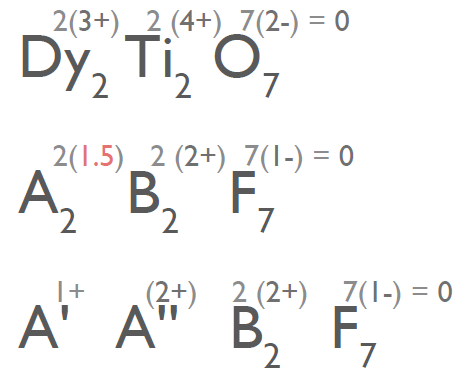 2(3+) 2 (4+) 7(2-) = 0
Dy2 Ti2 O7
2(1.5) 2 (2+) 7(1-) = 0
A2 B2 F7
1+ (2+) 2 (2+) 7(1-) = 0
A' A" B2 F7